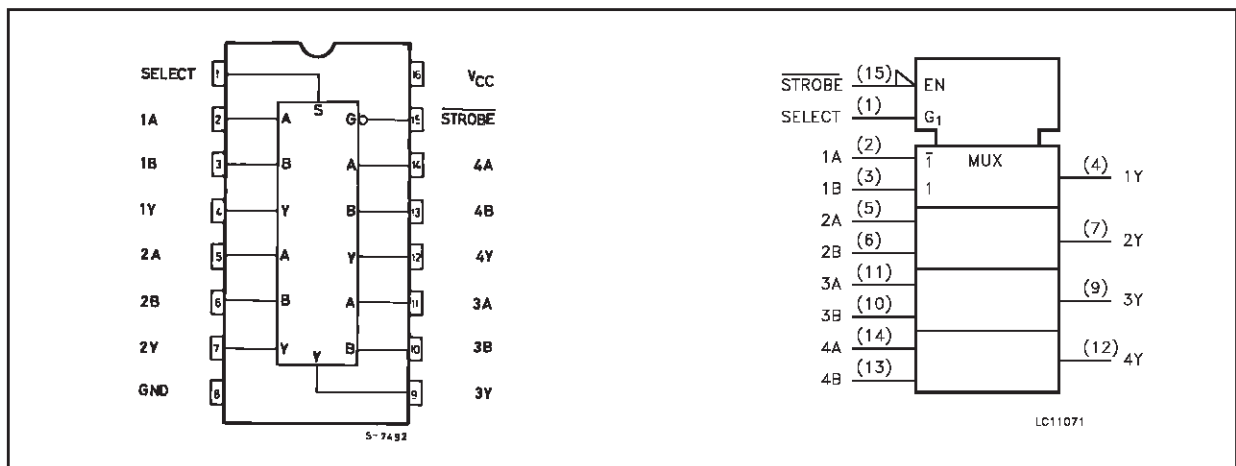 SELECT 1 16 VCC
S
1A 2 A G 15 STROBE
1B 3 B A 14 4A
1Y 4 Y B 13 4B
2A 5 A Y 12 4Y
2B 6 B A 11 3A
2Y 7 Y Y B 10 3B
GND 8 9 3Y
S-7492
STROBE (15) EN
SELECT (1) G1
1A (2) 1 MUX (4) 1Y
1B (3) 1
2A (5)
2B (6) (7) 2Y
3A (11)
3B (10) (9) 3Y
4A (14)
4B (13) (12) 4Y
LC11071